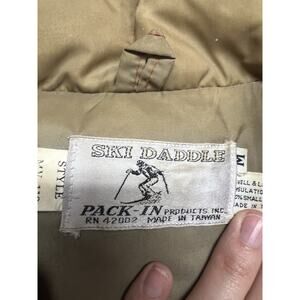 SKI DADDLE
PACK-IN PRODUCTS INC.
RN 42002 MADE IN TAIWAN
M
STYLE